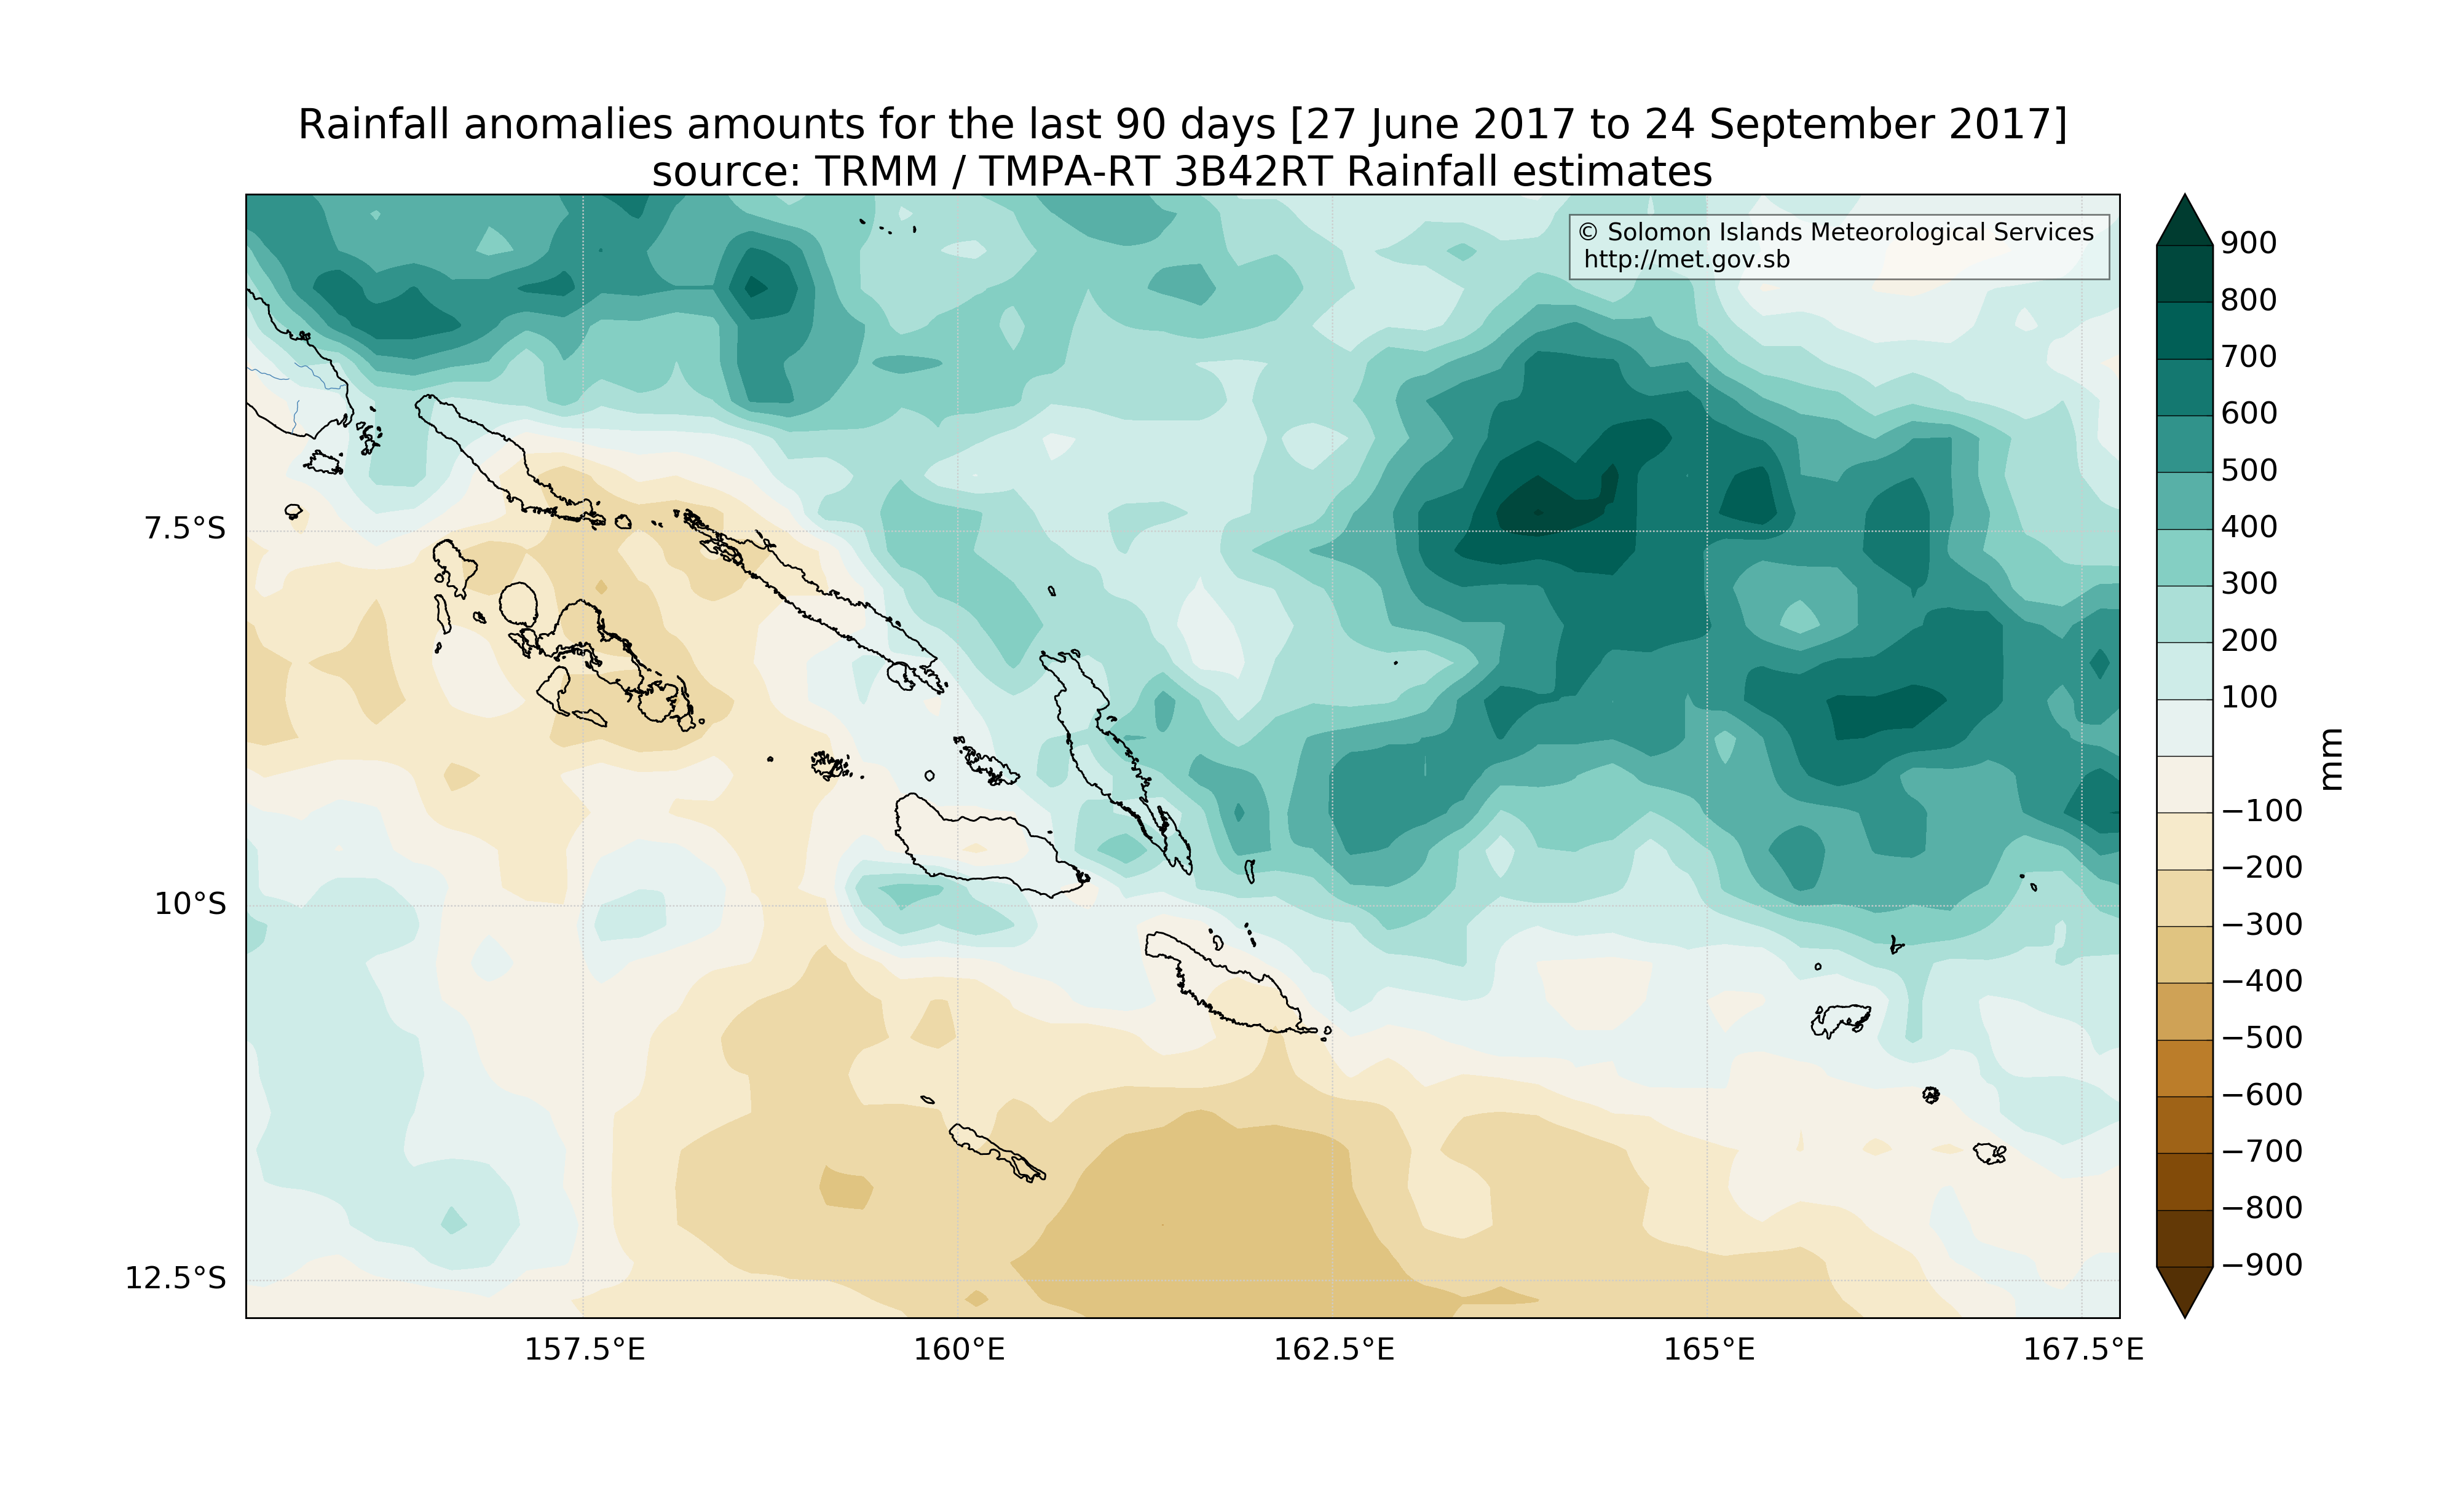 Rainfall anomalies amounts for the last 90 days [27 June 2017 to 24 September 2017]
source: TRMM / TMPA-RT 3B42RT Rainfall estimates
© Solomon Islands Meteorological Services
http://met.gov.sb
7.5°S
10°S
12.5°S
157.5°E
160°E
162.5°E
165°E
167.5°E
900
800
700
600
500
400
300
200
100
−100
−200
−300
−400
−500
−600
−700
−800
−900
mm